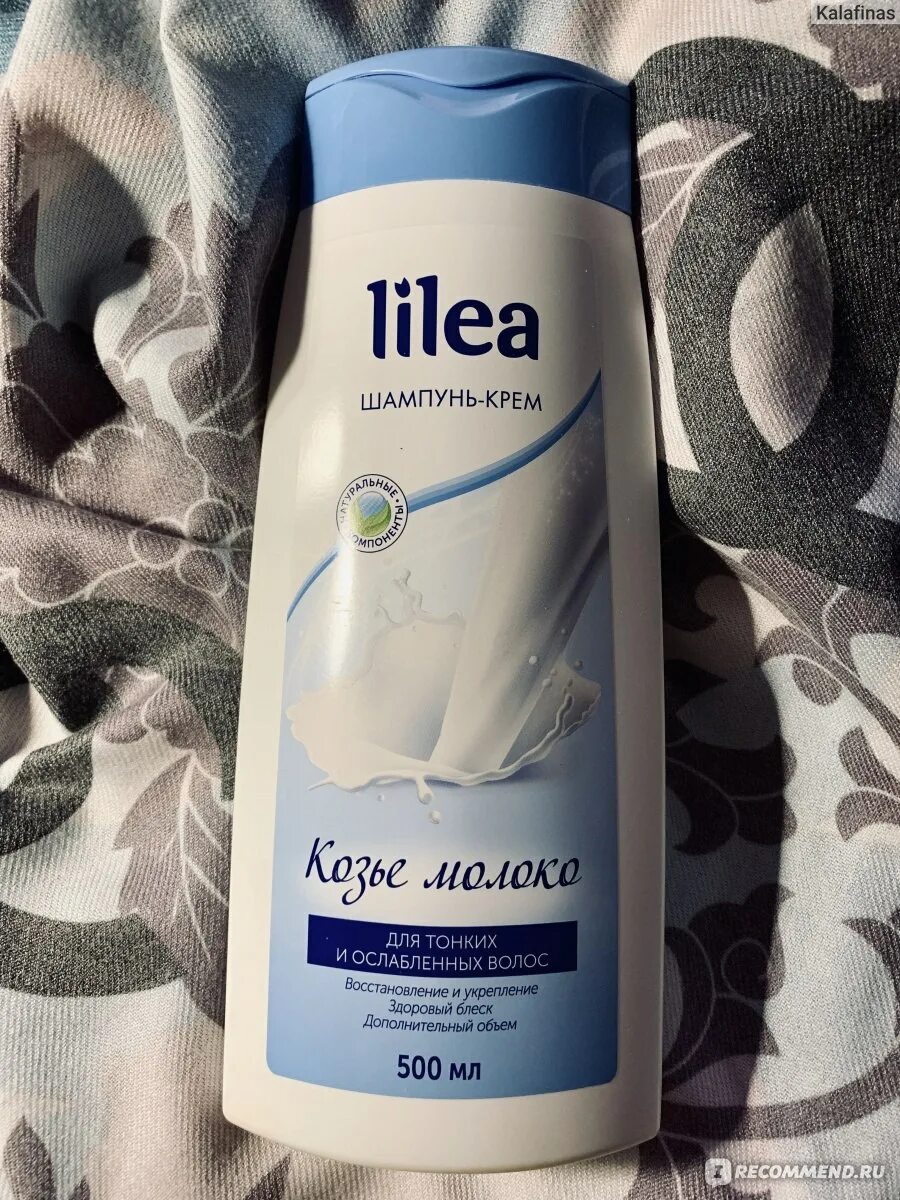 Kalafinas
lilea
ШАМПУНЬ-КРЕМ
НАТУРАЛЬНЫЕ
КОМПОНЕНТЫ
Козье молоко
ДЛЯ ТОНКИХ
И ОСЛАБЛЕННЫХ ВОЛОС
Восстановление и укрепление
Здоровый блеск
Дополнительный объем
500 мл
RECOMMEND.RU